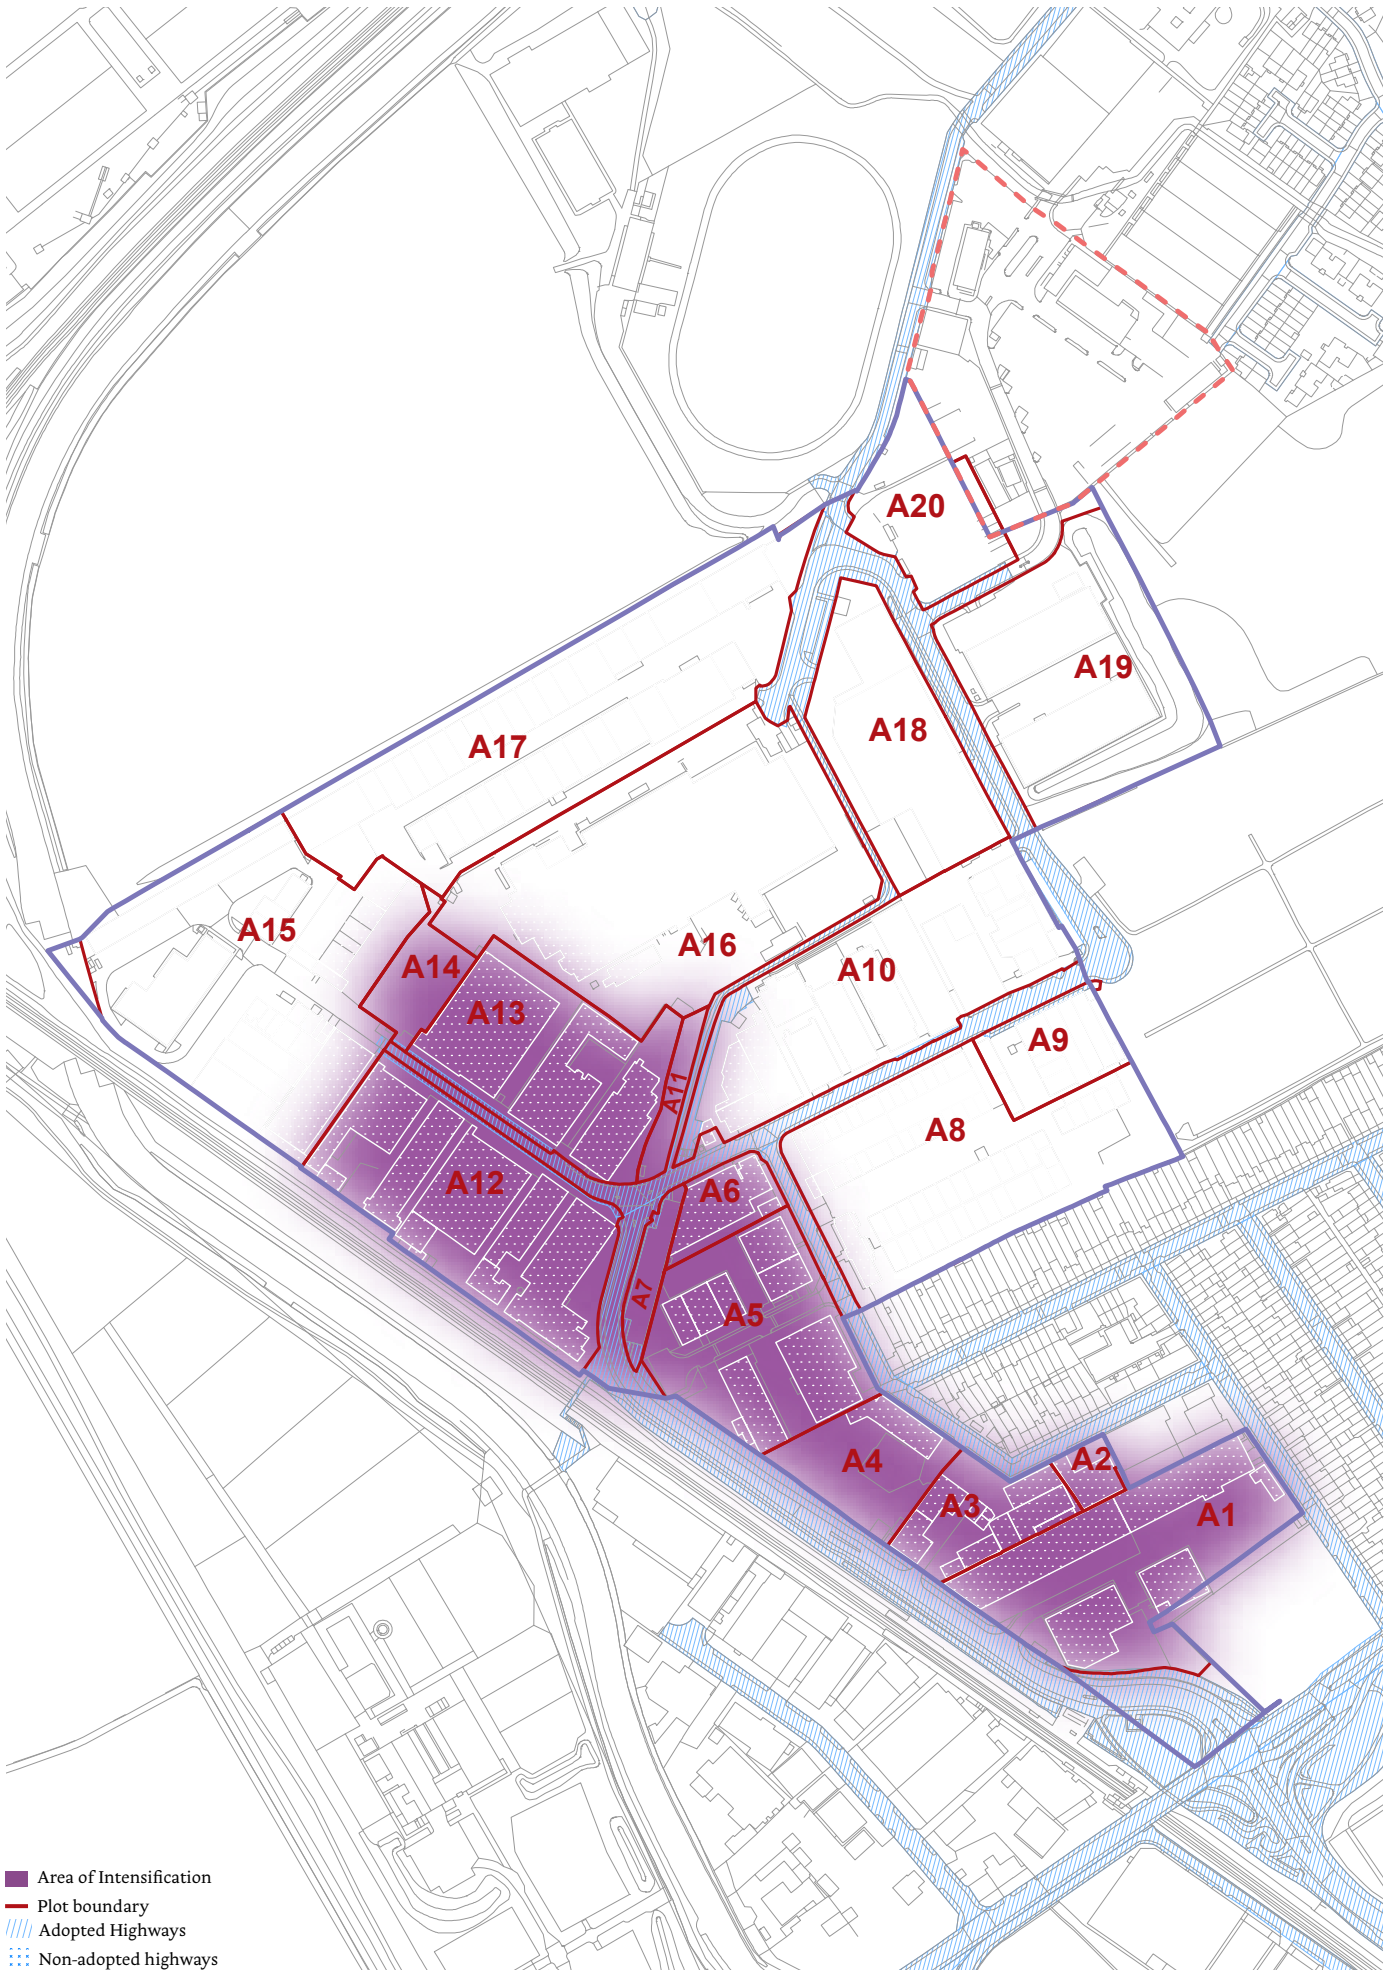 A20
A19
A18
A17
A16
A15
A14
A13
A10
A9
A11
A8
A12
A6
A7
A5
A4
A2
A3
A1
Area of Intensification
Plot boundary
Adopted Highways
Non-adopted highways